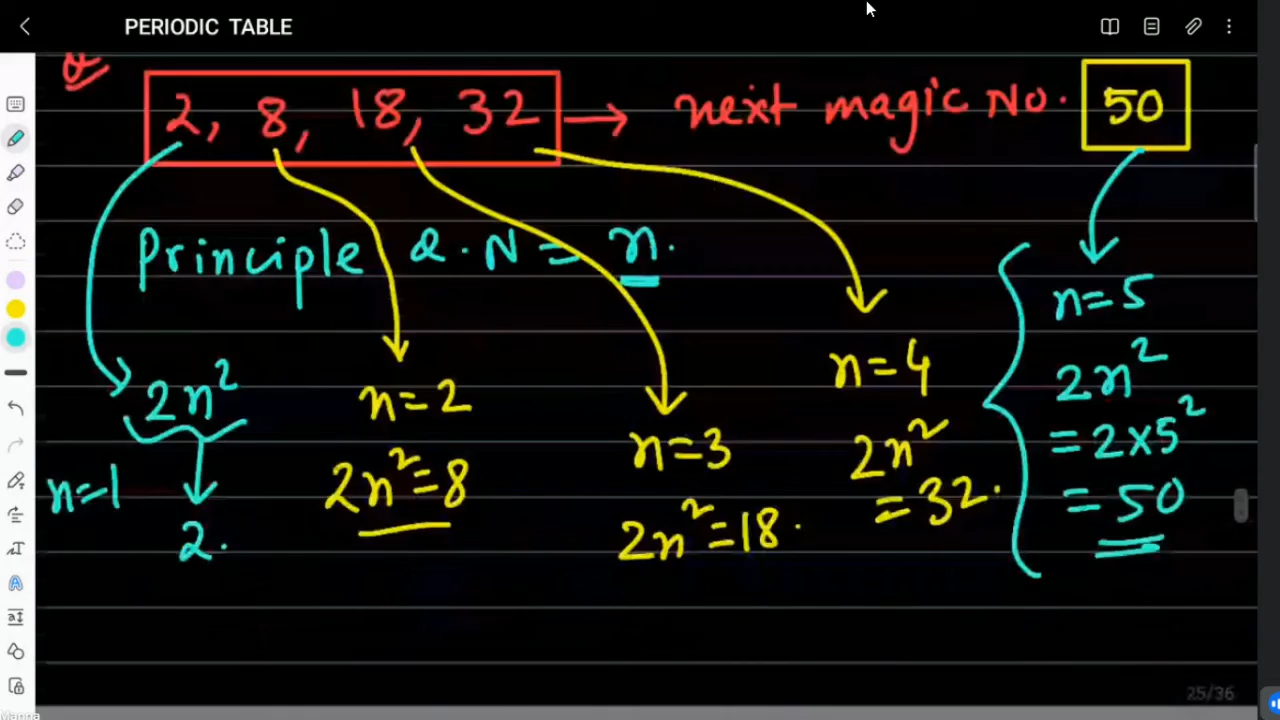 PERIODIC TABLE
2, 8, 18, 32 → next magic No. 50
Principle Q.N = n.
2n²
n=1
2.
n=2
2n²=8
n=3
2n²=18.
n=4
2n²
=32.
n=5
2n²
=2×5²
=50
25/36